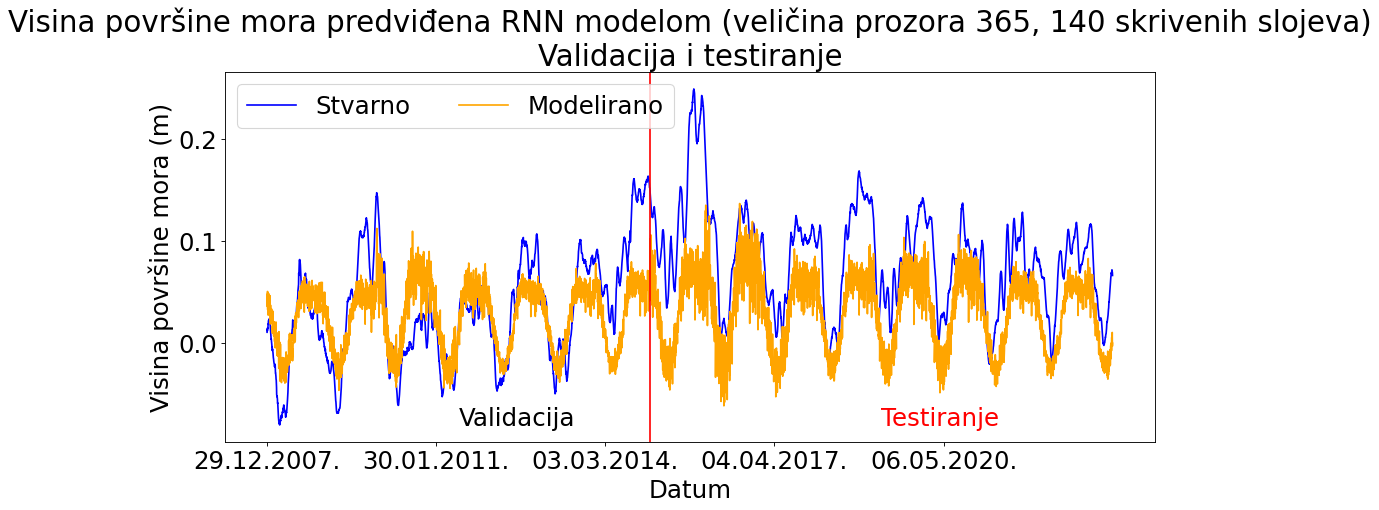 Visina površine mora predviđena RNN modelom (veličina prozora 365, 140 skrivenih slojeva)
Validacija i testiranje
Stvarno
Modelirano
Visina površine mora (m)
0.2
0.1
0.0
Validacija
Testiranje
29.12.2007.
30.01.2011.
03.03.2014.
04.04.2017.
06.05.2020.
Datum